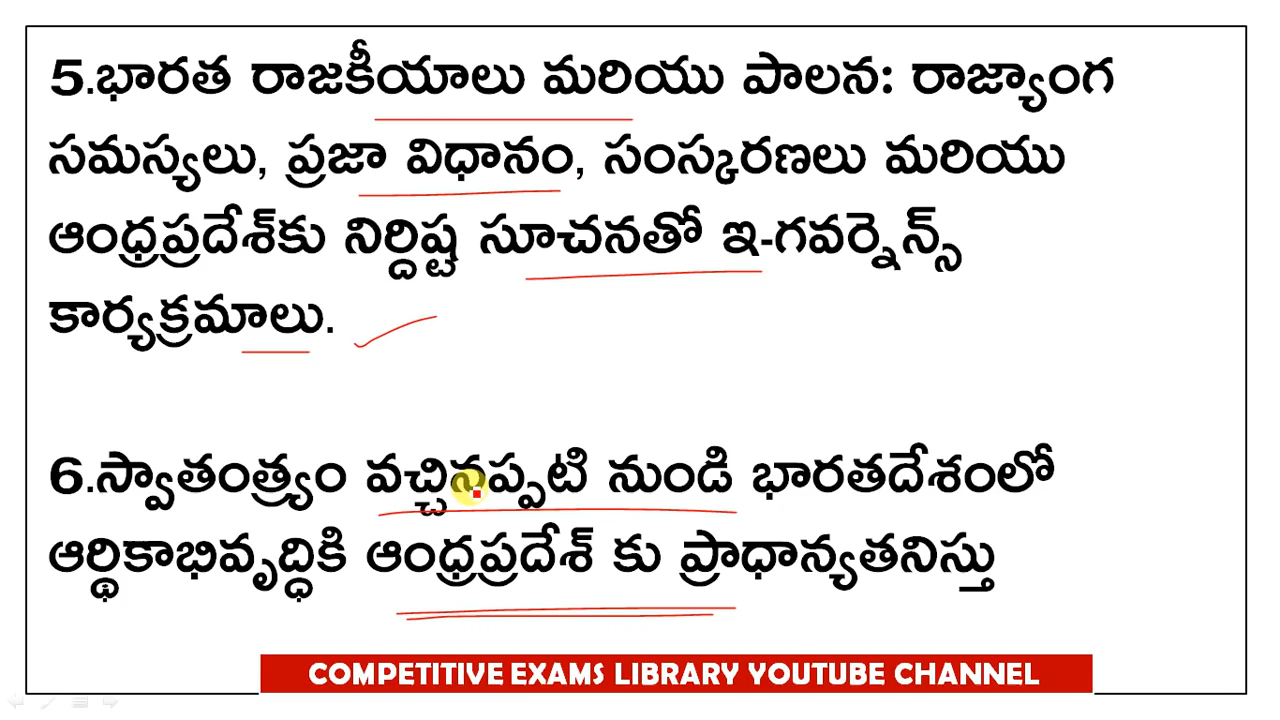 5.భారత రాజకీయాలు మరియు పాలన: రాజ్యాంగ
సమస్యలు, ప్రజా విధానం, సంస్కరణలు మరియు
ఆంధ్రప్రదేశ్‌కు నిర్దిష్ట సూచనతో ఇ-గవర్నెన్స్
కార్యక్రమాలు.
6.స్వాతంత్ర్యం వచ్చినప్పటి నుండి భారతదేశంలో
ఆర్థికాభివృద్ధికి ఆంధ్రప్రదేశ్ కు ప్రాధాన్యతనిస్తు
COMPETITIVE EXAMS LIBRARY YOUTUBE CHANNEL